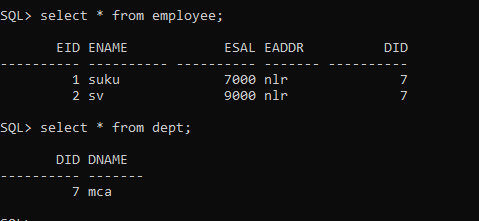 SQL> select * from employee;
EID ENAME ESAL EADDR DID
---------- ---------- ---------- ------- ----------
1 suku 7000 nlr 7
2 sv 9000 nlr 7
SQL> select * from dept;
DID DNAME
---------- -------
7 mca